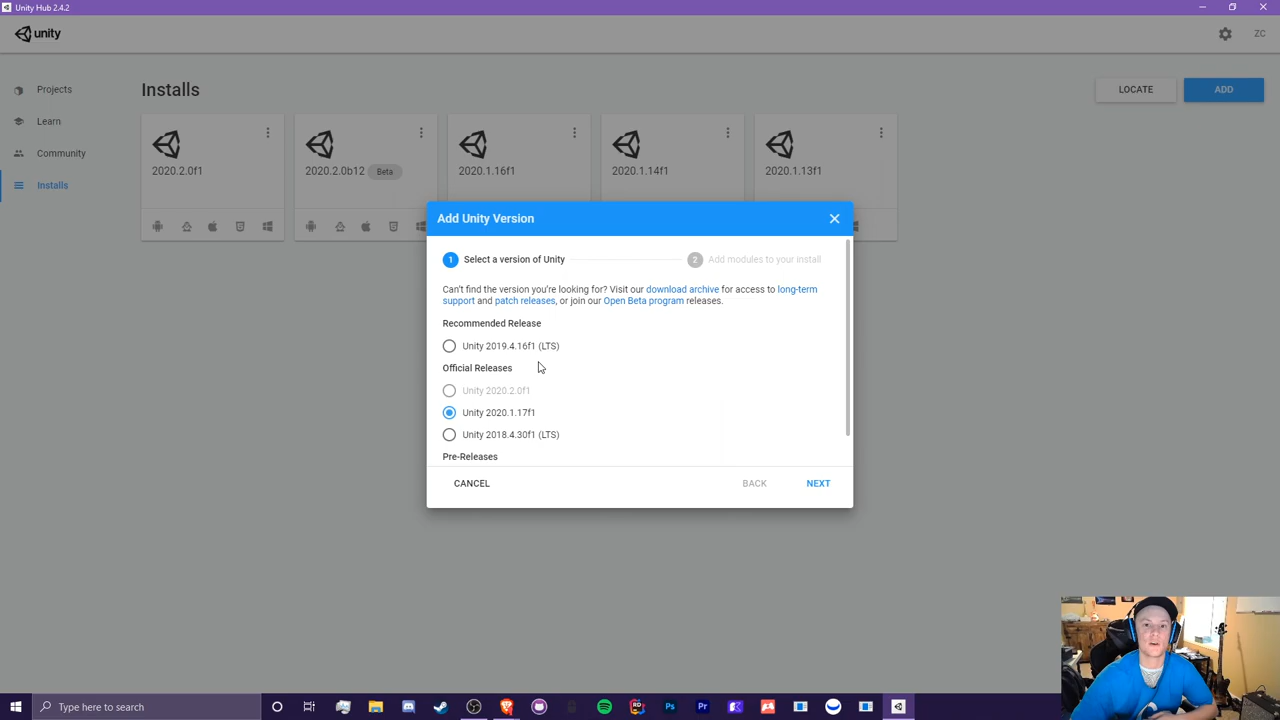 Unity Hub 2.4.2
unity
ZC
Projects
Learn
Community
Installs
Installs
LOCATE
ADD
2020.2.0f1
2020.2.0b12 Beta
2020.1.16f1
2020.1.14f1
2020.1.13f1
Add Unity Version
1 Select a version of Unity
2 Add modules to your install
Can't find the version you're looking for? Visit our download archive for access to long-term
support and patch releases, or join our Open Beta program releases.
Recommended Release
Unity 2019.4.16f1 (LTS)
Official Releases
Unity 2020.2.0f1
Unity 2020.1.17f1
Unity 2018.4.30f1 (LTS)
Pre-Releases
CANCEL
BACK
NEXT
Type here to search
Ps
Pr